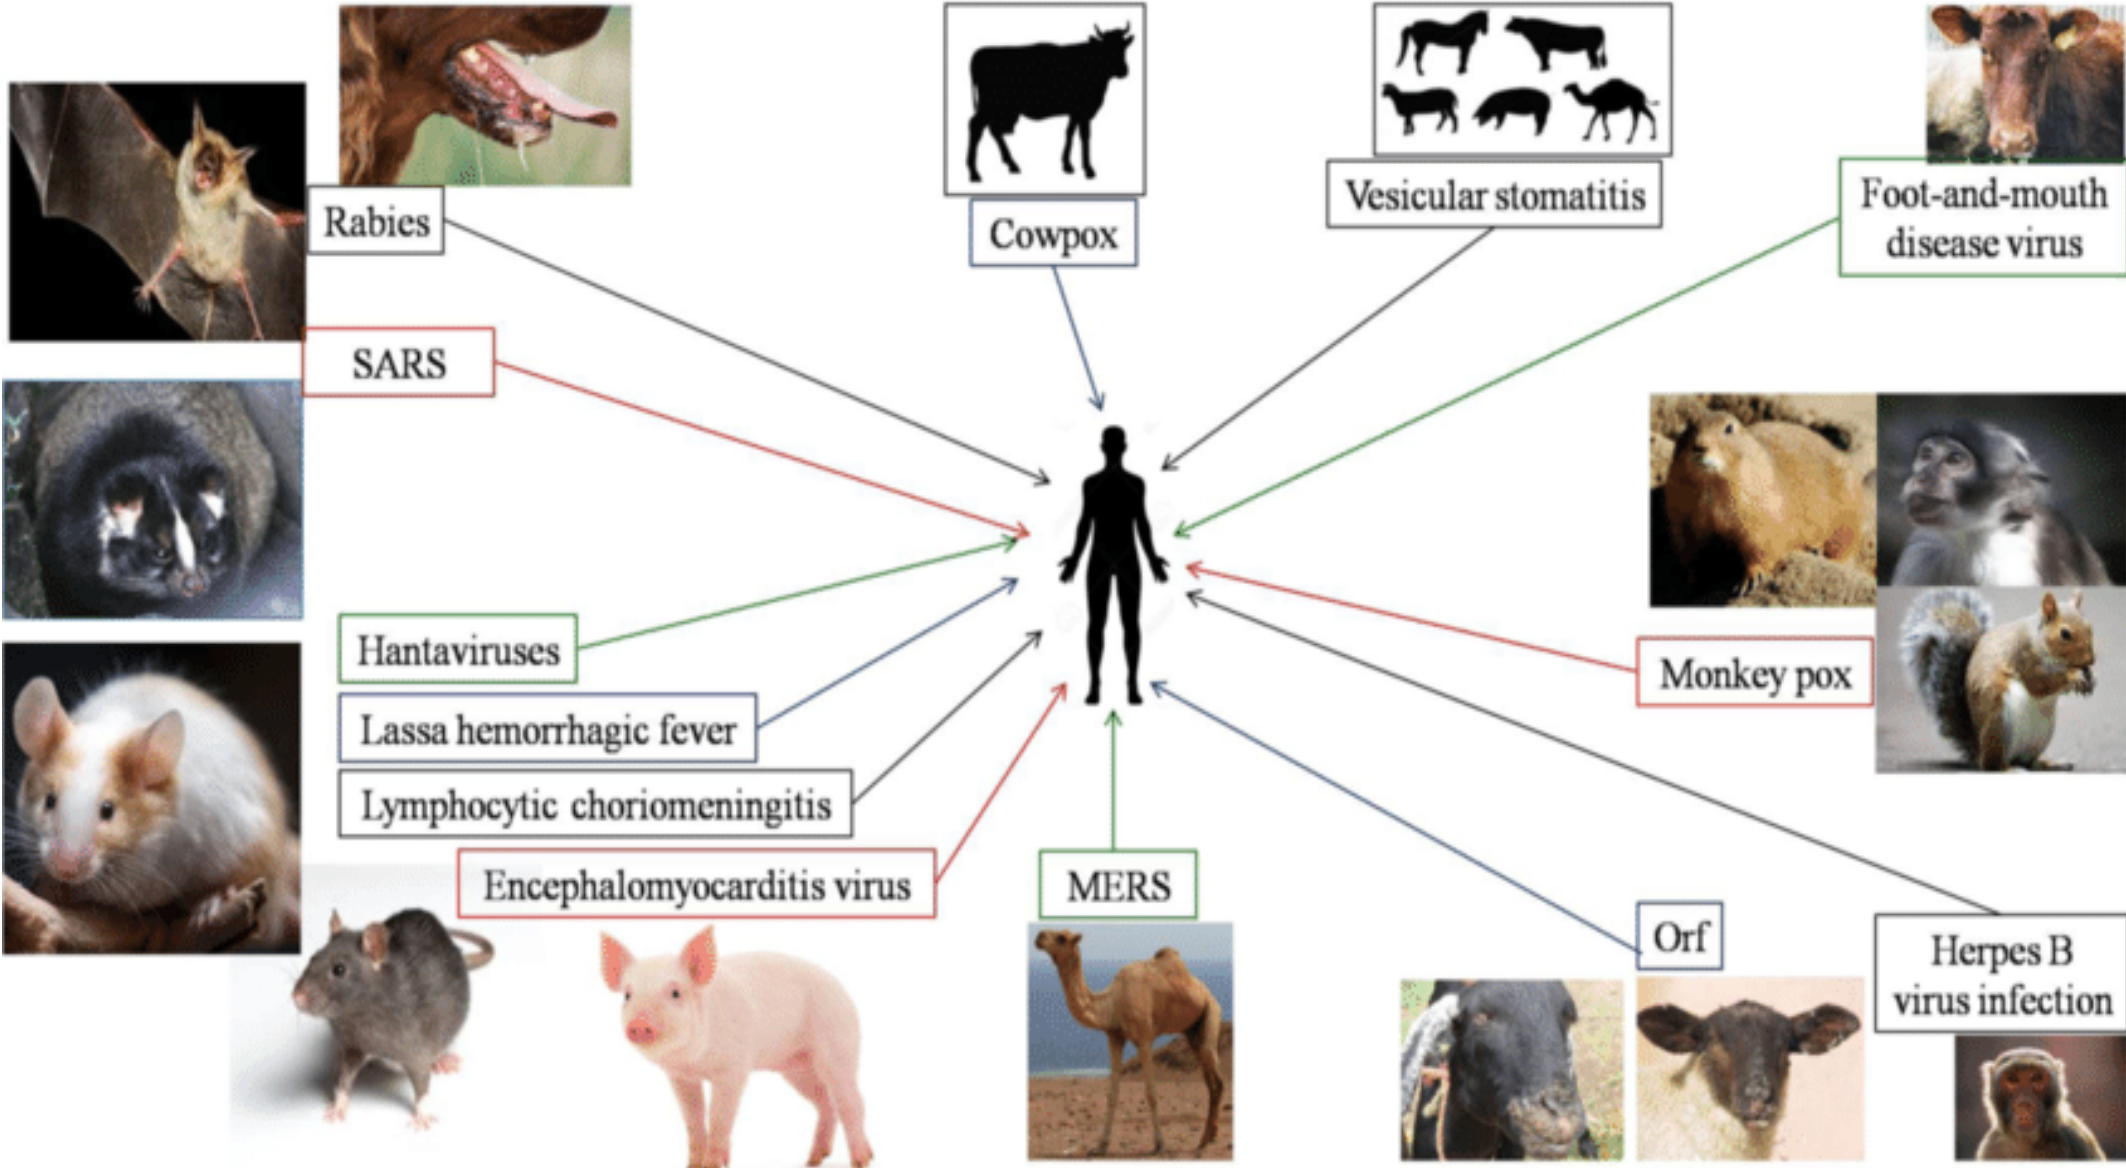 Rabies
Cowpox
Vesicular stomatitis
Foot-and-mouth
disease virus
SARS
Hantaviruses
Lassa hemorrhagic fever
Lymphocytic choriomeningitis
Encephalomyocarditis virus
MERS
Monkey pox
Orf
Herpes B
virus infection